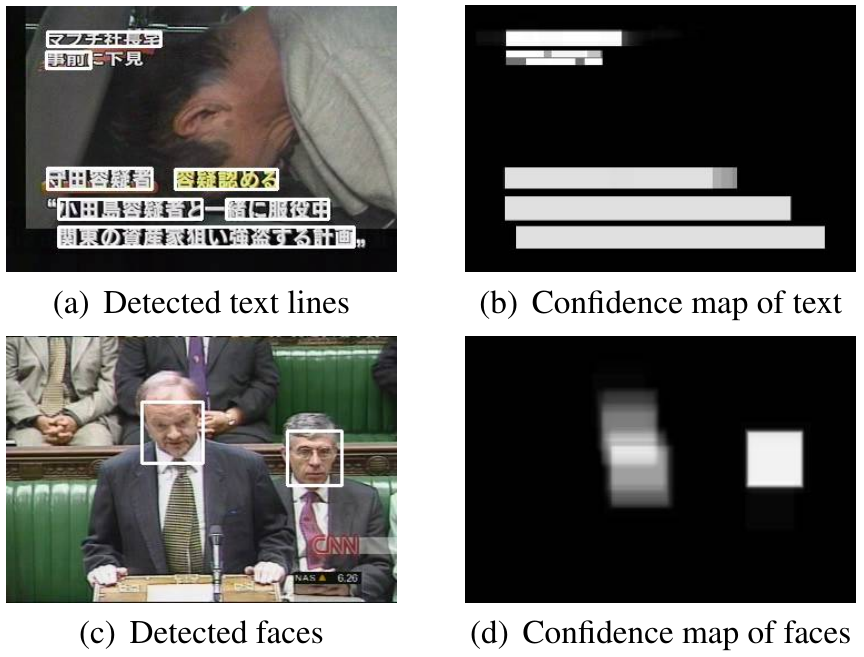 マブチ社長宅
事前に下見
守田容疑者 容疑認める
“小田島容疑者と一緒に服役中
関東の資産家狙い強盗する計画„
(a) Detected text lines
(b) Confidence map of text
CNN
NAS ▲ 6.26
(c) Detected faces
(d) Confidence map of faces